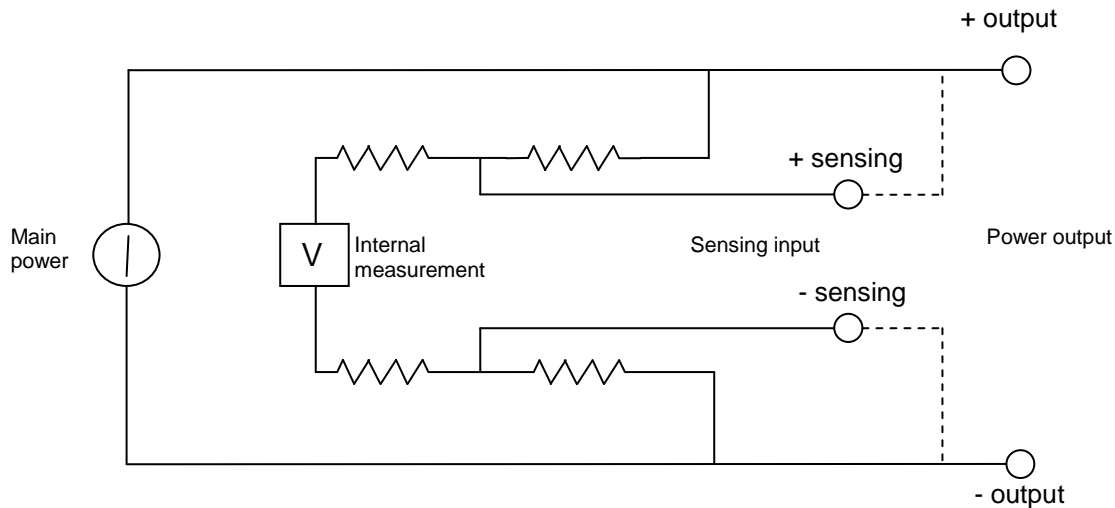 + output
+ sensing
Main
power
V
Internal
measurement
Sensing input
Power output
- sensing
- output